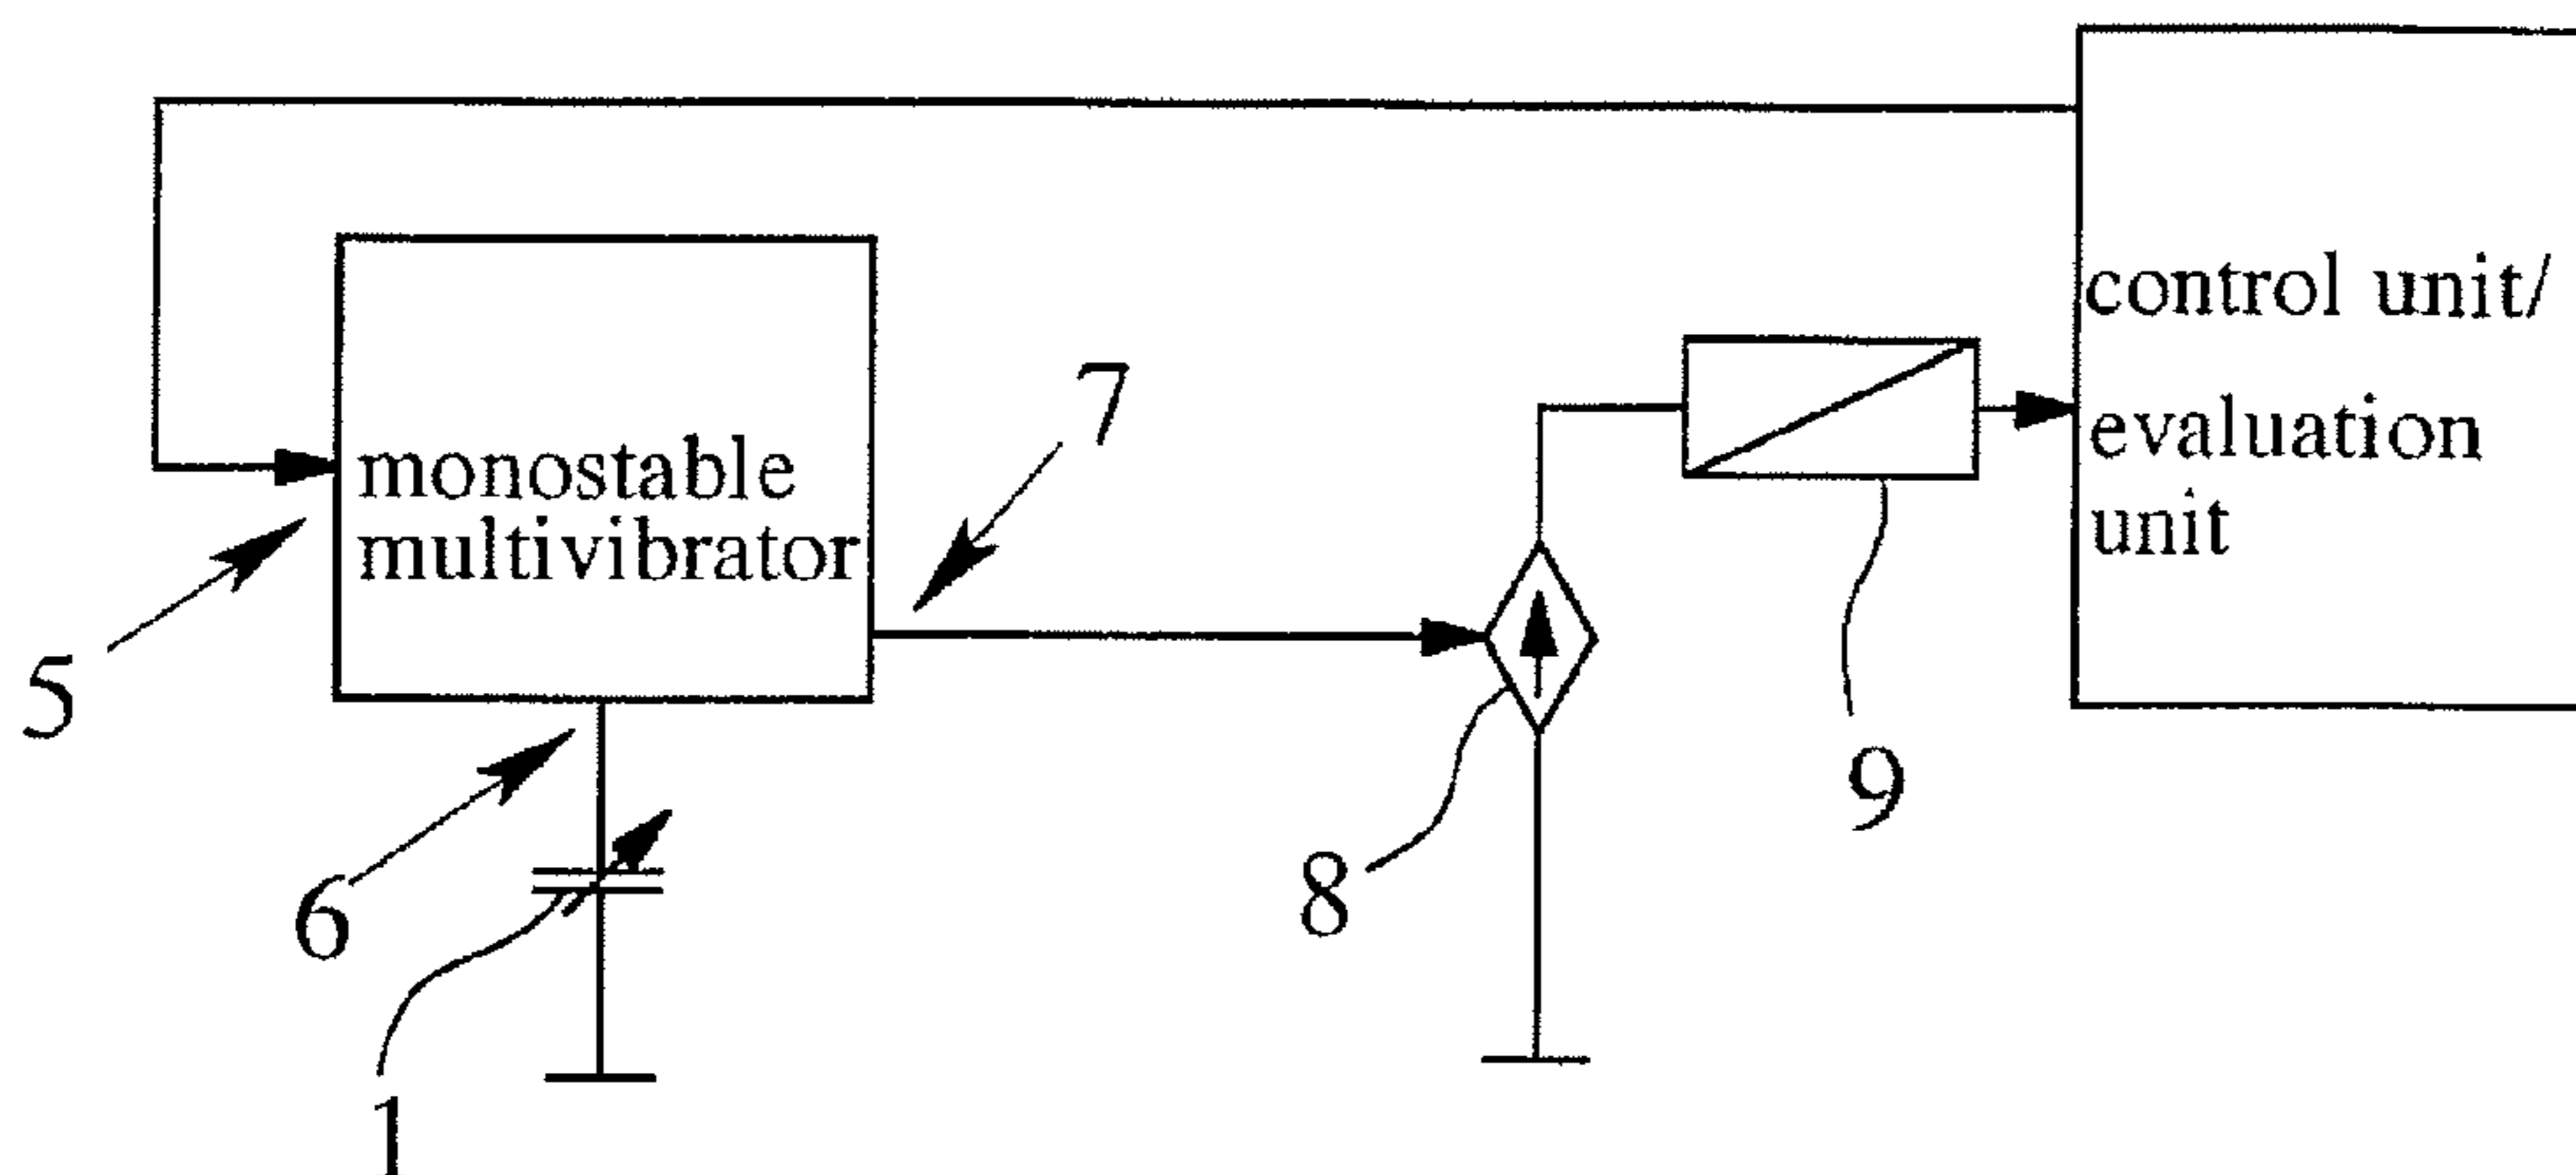 control unit/
evaluation
unit
monostable
multivibrator
5
6
7
8
9
1